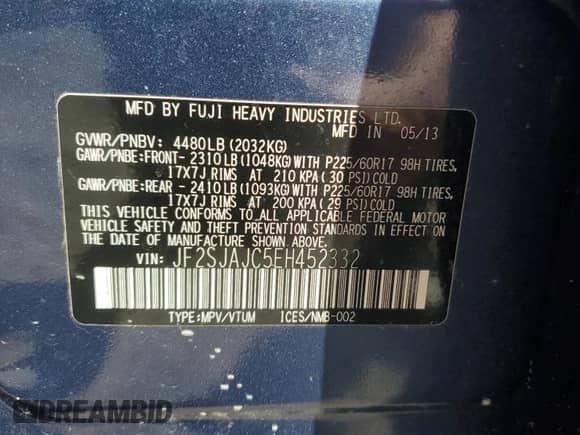 MFD BY FUJI HEAVY INDUSTRIES LTD.
MFD IN 05/13
GVWR/PNBV: 4480LB (2032KG)
GAWR/PNBE:FRONT- 2310LB (1048KG) WITH P225/60R17 98H TIRES,
17X7J RIMS AT 210 KPA (30 PSI) COLD
GAWR/PNBE:REAR - 2410LB (1093KG) WITH P225/60R17 98H TIRES,
17X7J RIMS AT 200 KPA (29 PSI) COLD
THIS VEHICLE CONFORMS TO ALL APPLICABLE FEDERAL MOTOR
VEHICLE SAFETY AND BUMPER STANDARDS IN EFFECT ON THE
DATE OF MANUFACTURE SHOWN ABOVE.
VIN: JF2SJAJC5EH452332
TYPE:MPV/VTUM ICES/NMB-002
DREAMBID